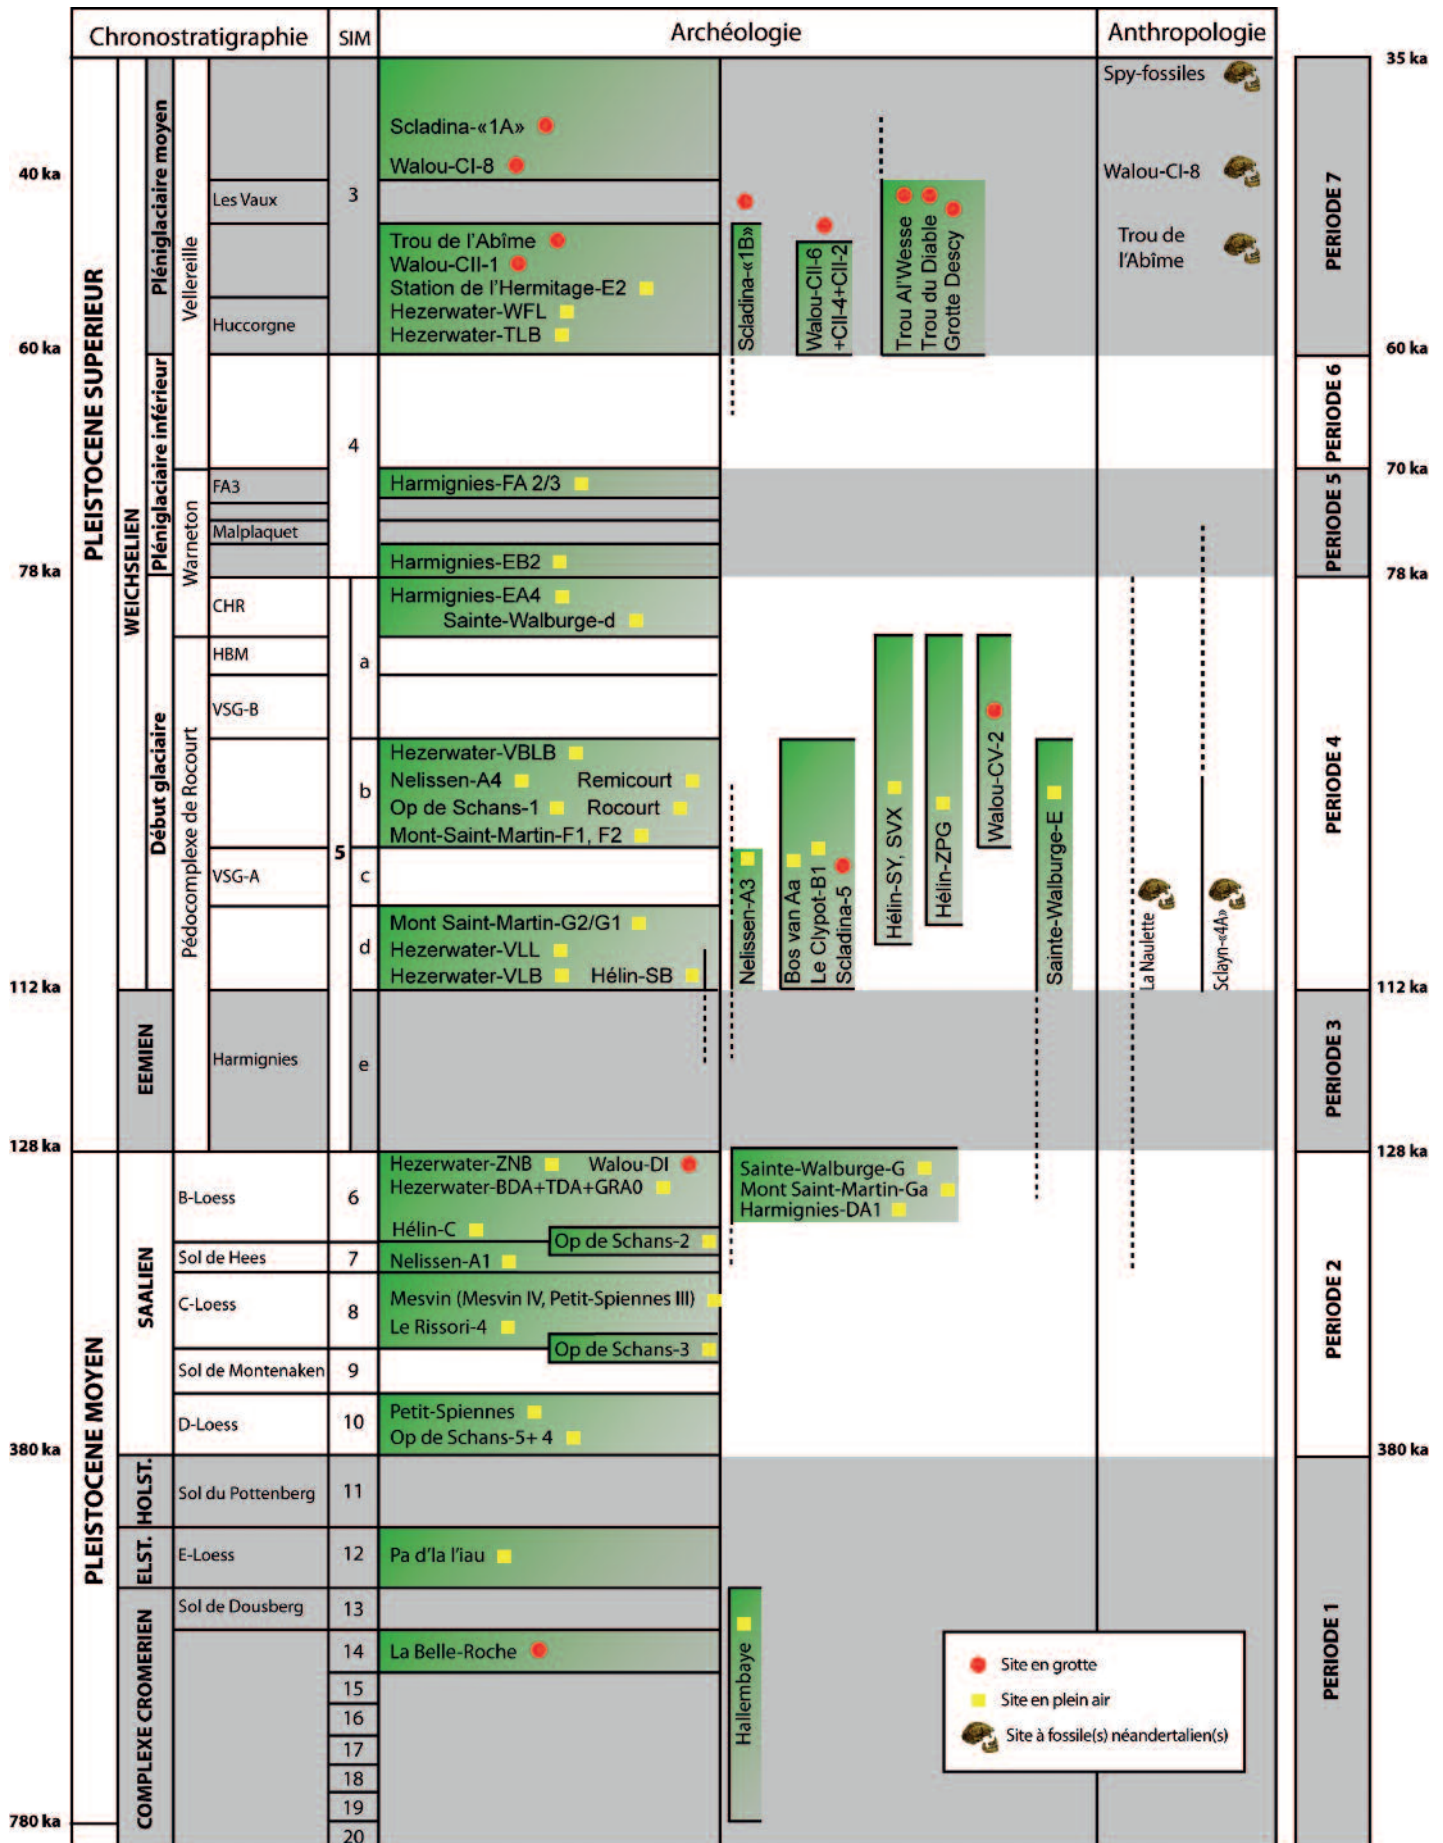 Chronostratigraphie
SIM
Archéologie
Anthropologie
35 ka
40 ka
60 ka
78 ka
112 ka
128 ka
380 ka
780 ka
PLEISTOCENE SUPERIEUR
PLEISTOCENE MOYEN
WEICHSELIEN
EEMIEN
SAALIEN
HOLST.
ELST.
COMPLEXE CROMERIEN
Pléniglaciaire moyen
Pléniglaciaire inférieur
Début glaciaire
Vellereille
Warneton
Pédocomplexe de Rocourt
Les Vaux
Huccorgne
FA3
Malplaquet
CHR
HBM
VSG-B
VSG-A
Harmignies
B-Loess
Sol de Hees
C-Loess
Sol de Montenaken
D-Loess
Sol du Pottenberg
E-Loess
Sol de Dousberg
3
4
5
a
b
c
d
e
6
7
8
9
10
11
12
13
14
15
16
17
18
19
20
Scladina-«1A»
Walou-CI-8
Trou de l'Abîme
Walou-CII-1
Station de l'Hermitage-E2
Hezerwater-WFL
Hezerwater-TLB
Harmignies-FA 2/3
Harmignies-EB2
Harmignies-EA4
Sainte-Walburge-d
Hezerwater-VBLB
Nelissen-A4 Remicourt
Op de Schans-1 Rocourt
Mont-Saint-Martin-F1, F2
Mont Saint-Martin-G2/G1
Hezerwater-VLL
Hezerwater-VLB Hélin-SB
Hezerwater-ZNB Walou-DI
Hezerwater-BDA+TDA+GRA0
Hélin-C
Op de Schans-2
Nelissen-A1
Mesvin (Mesvin IV, Petit-Spiennes III)
Le Rissori-4
Op de Schans-3
Petit-Spiennes
Op de Schans-5+ 4
Pa d'la l'iau
La Belle-Roche
Scladina-«1B»
Walou-CII-6
+CII-4+CII-2
Trou Al'Wesse
Trou du Diable
Grotte Descy
Nelissen-A3
Bos van Aa
Le Clypot-B1
Scladina-5
Hélin-SY, SVX
Hélin-ZPG
Walou-CV-2
Sainte-Walburge-E
Sainte-Walburge-G
Mont Saint-Martin-Ga
Harmignies-DA1
Hallembaye
Spy-fossiles
Walou-CI-8
Trou de
l'Abîme
La Naulette
Sclayn-«4A»
Site en grotte
Site en plein air
Site à fossile(s) néandertalien(s)
PERIODE 7
PERIODE 6
PERIODE 5
PERIODE 4
PERIODE 3
PERIODE 2
PERIODE 1
60 ka
70 ka
78 ka
112 ka
128 ka
380 ka